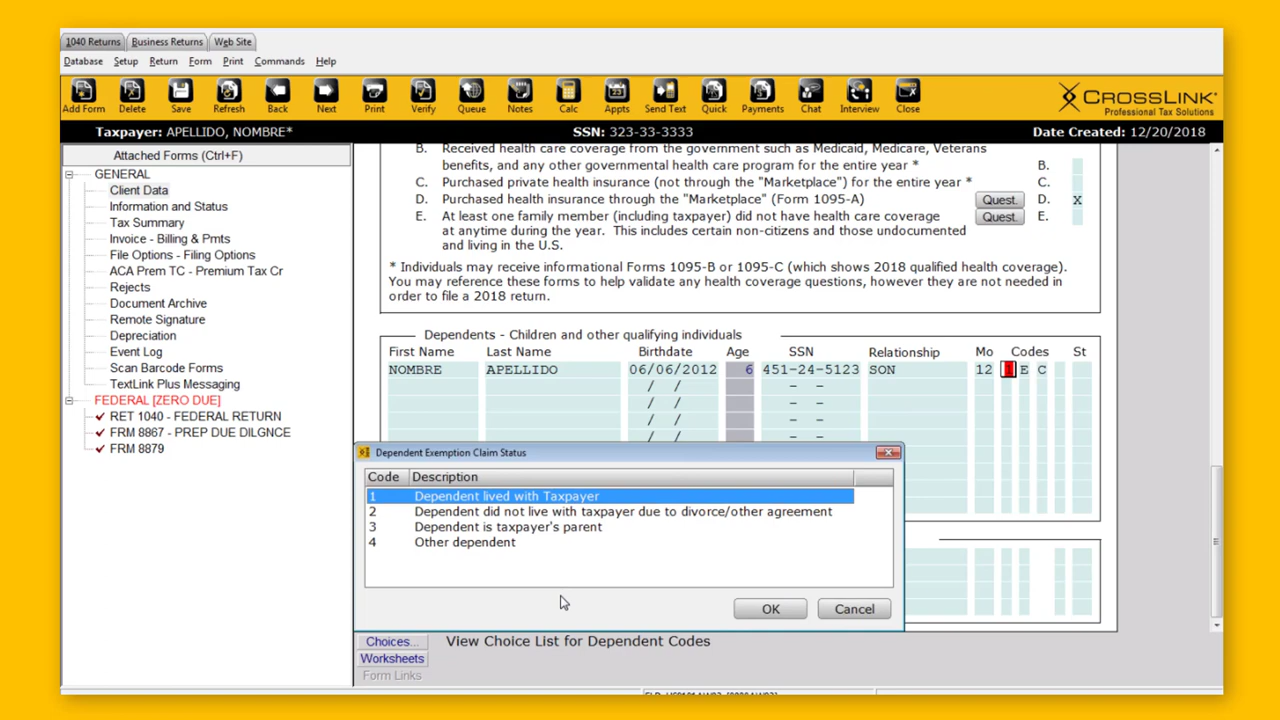 1040 Returns Business Returns Web Site
Database Setup Return Form Print Commands Help
Add Form Delete Save Refresh Back Next Print Verify Queue Notes Calc Appts Send Text Quick Payments Chat Interview Close
CROSSLINK
Professional Tax Solutions
Taxpayer: APELLIDO, NOMBRE* SSN: 323-33-3333 Date Created: 12/20/2018
Attached Forms (Ctrl+F)
GENERAL
Client Data
Information and Status
Tax Summary
Invoice - Billing & Pmts
File Options - Filing Options
ACA Prem TC - Premium Tax Cr
Rejects
Document Archive
Remote Signature
Depreciation
Event Log
Scan Barcode Forms
TextLink Plus Messaging
FEDERAL [ZERO DUE]
RET 1040 - FEDERAL RETURN
FRM 8867 - PREP DUE DILGNCE
FRM 8879
B. Received health care coverage from the government such as Medicaid, Medicare, Veterans
benefits, and any other governmental health care program for the entire year * B.
C. Purchased private health insurance (not through the "Marketplace") for the entire year * C.
D. Purchased health insurance through the "Marketplace" (Form 1095-A) Quest. D. X
E. At least one family member (including taxpayer) did not have health care coverage Quest. E.
at anytime during the year. This includes certain non-citizens and those undocumented
and living in the U.S.
* Individuals may receive informational Forms 1095-B or 1095-C (which shows 2018 qualified health coverage).
You may reference these forms to help validate any health coverage questions, however they are not needed in
order to file a 2018 return.
Dependents - Children and other qualifying individuals
First Name Last Name Birthdate Age SSN Relationship Mo Codes St
NOMBRE APELLIDO 06/06/2012 6 451-24-5123 SON 12 1 E C
/ / - -
/ / - -
/ / - -
/ / - -
Dependent Exemption Claim Status
Code Description
1 Dependent lived with Taxpayer
2 Dependent did not live with taxpayer due to divorce/other agreement
3 Dependent is taxpayer's parent
4 Other dependent
OK Cancel
Choices... View Choice List for Dependent Codes
Worksheets
Form Links